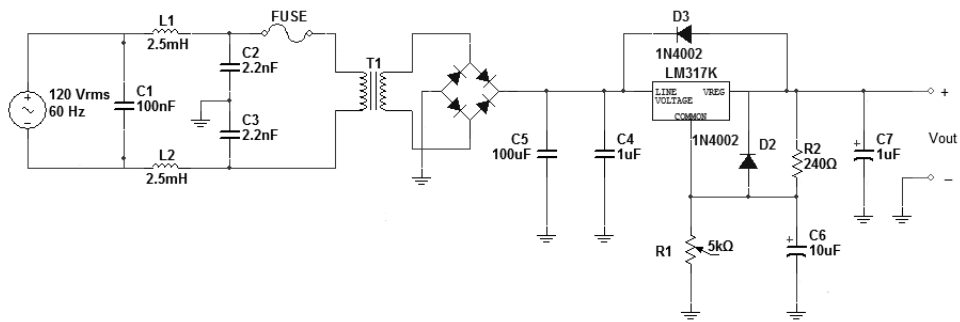 L1
2.5mH
FUSE
C2
2.2nF
T1
120 Vrms
60 Hz
C1
100nF
C3
2.2nF
L2
2.5mH
D3
1N4002
LM317K
LINE
VOLTAGE
VREG
COMMON
1N4002
D2
C5
100uF
C4
1uF
R2
240Ω
C7
1uF
+
Vout
−
R1
5kΩ
+
C6
10uF
+